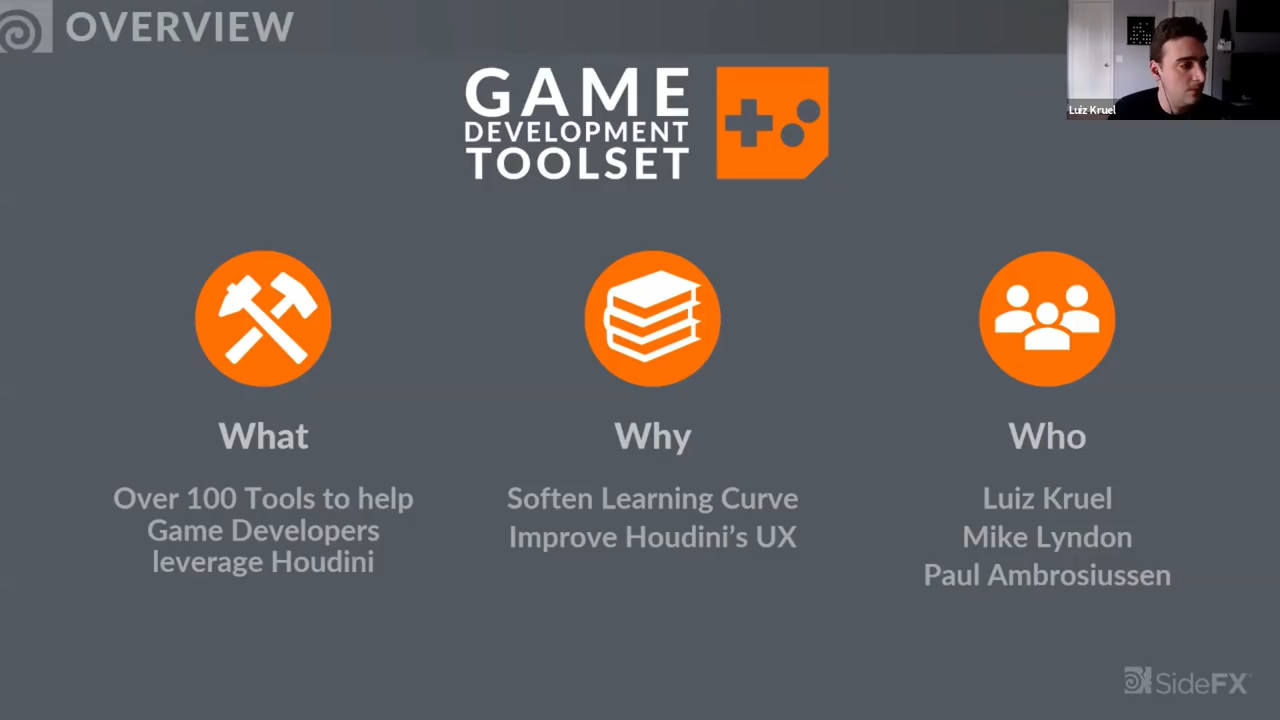 OVERVIEW
Luiz Kruel
GAME
DEVELOPMENT
TOOLSET
What
Over 100 Tools to help
Game Developers
leverage Houdini
Why
Soften Learning Curve
Improve Houdini's UX
Who
Luiz Kruel
Mike Lyndon
Paul Ambrosiussen
SideFX